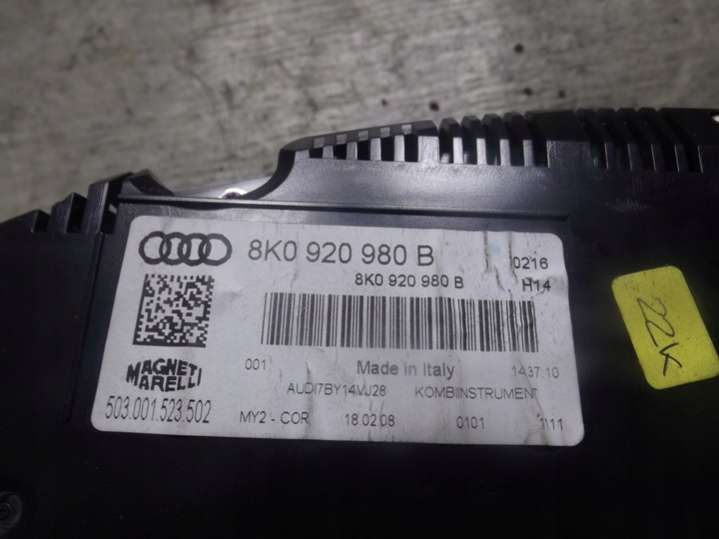 8K0 920 980 B
0216
8K0 920 980 B
H14
001
Made in Italy
1437.10
MAGNETI
MARELLI
AUDI7BY14VJ28
KOMBIINSTRUMENT
503.001.523.502
MY2 - COR
18.02.08
0101
1111
22K